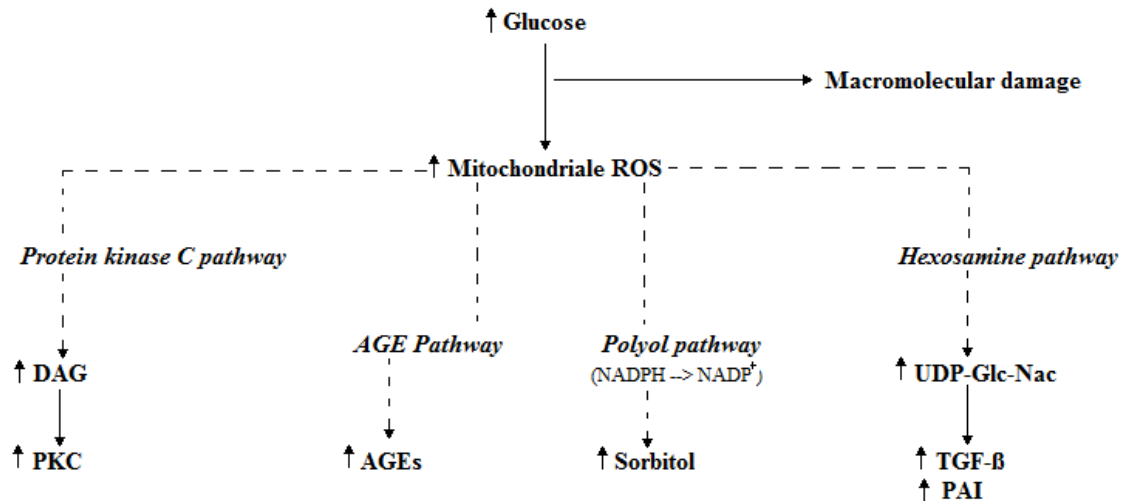 ↑ Glucose
Macromolecular damage
↑ Mitochondriale ROS
Protein kinase C pathway
Hexosamine pathway
AGE Pathway
Polyol pathway
(NADPH --> NADP⁺)
↑ DAG
↑ UDP-Glc-Nac
↑ PKC
↑ AGEs
↑ Sorbitol
↑ TGF-ß
↑ PAI